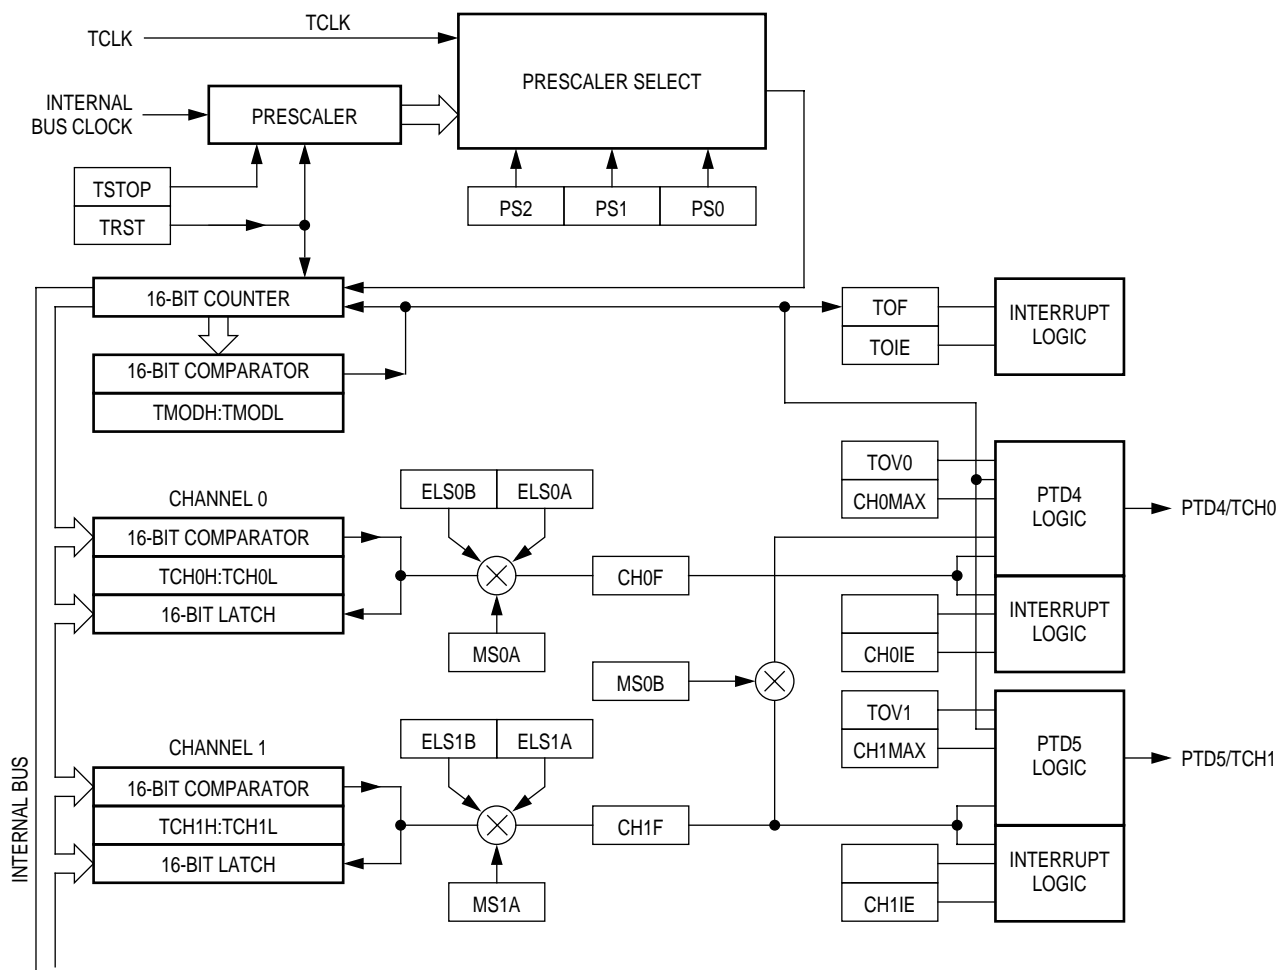 TCLK
TCLK
PRESCALER SELECT
INTERNAL
BUS CLOCK
PRESCALER
TSTOP
TRST
PS2
PS1
PS0
16-BIT COUNTER
16-BIT COMPARATOR
TMODH:TMODL
TOF
TOIE
INTERRUPT
LOGIC
CHANNEL 0
16-BIT COMPARATOR
TCH0H:TCH0L
16-BIT LATCH
ELS0B
ELS0A
MS0A
CH0F
TOV0
CH0MAX
PTD4
LOGIC
PTD4/TCH0
CH0IE
INTERRUPT
LOGIC
MS0B
CHANNEL 1
16-BIT COMPARATOR
TCH1H:TCH1L
16-BIT LATCH
ELS1B
ELS1A
MS1A
CH1F
TOV1
CH1MAX
PTD5
LOGIC
PTD5/TCH1
CH1IE
INTERRUPT
LOGIC
INTERNAL BUS